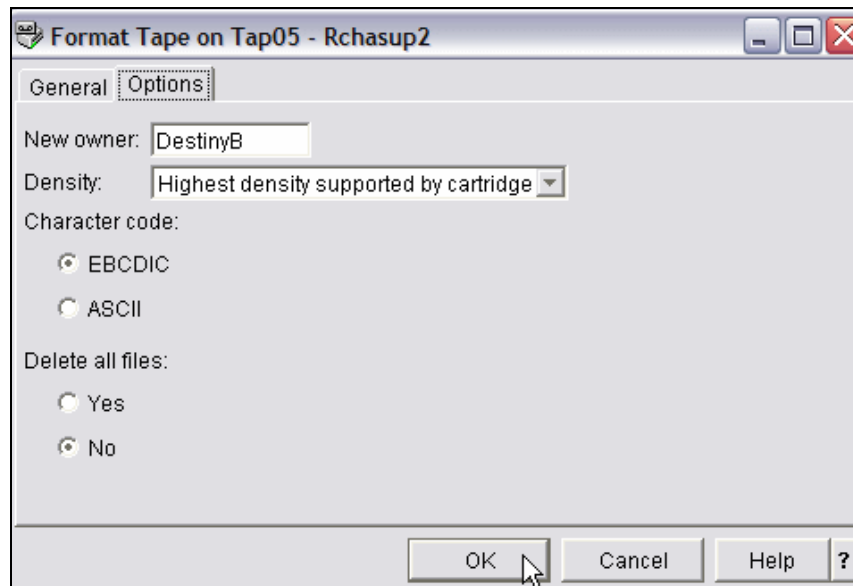 Format Tape on Tap05 - Rchasup2
General Options
New owner: DestinyB
Density: Highest density supported by cartridge
Character code:
EBCDIC
ASCII
Delete all files:
Yes
No
OK Cancel Help ?